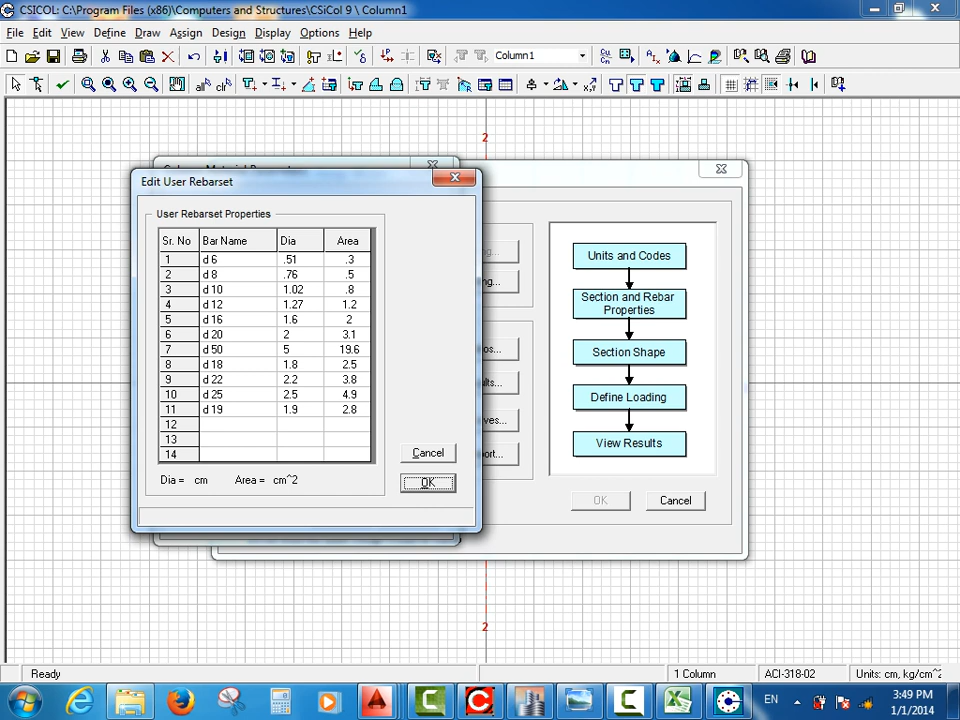 CSICOL: C:\Program Files (x86)\Computers and Structures\CSiCol 9 \ Column1
File Edit View Define Draw Assign Design Display Options Help
Column1
2
Edit User Rebarset
User Rebarset Properties
Sr. No Bar Name Dia Area
1 d 6 .51 .3
2 d 8 .76 .5
3 d 10 1.02 .8
4 d 12 1.27 1.2
5 d 16 1.6 2
6 d 20 2 3.1
7 d 50 5 19.6
8 d 18 1.8 2.5
9 d 22 2.2 3.8
10 d 25 2.5 4.9
11 d 19 1.9 2.8
12
13
14
Dia = cm Area = cm^2
Cancel
OK
Units and Codes
Section and Rebar
Properties
Section Shape
Define Loading
View Results
OK Cancel
2
Ready 1 Column ACI-318-02 Units: cm, kg/cm^2
EN 3:49 PM
1/1/2014